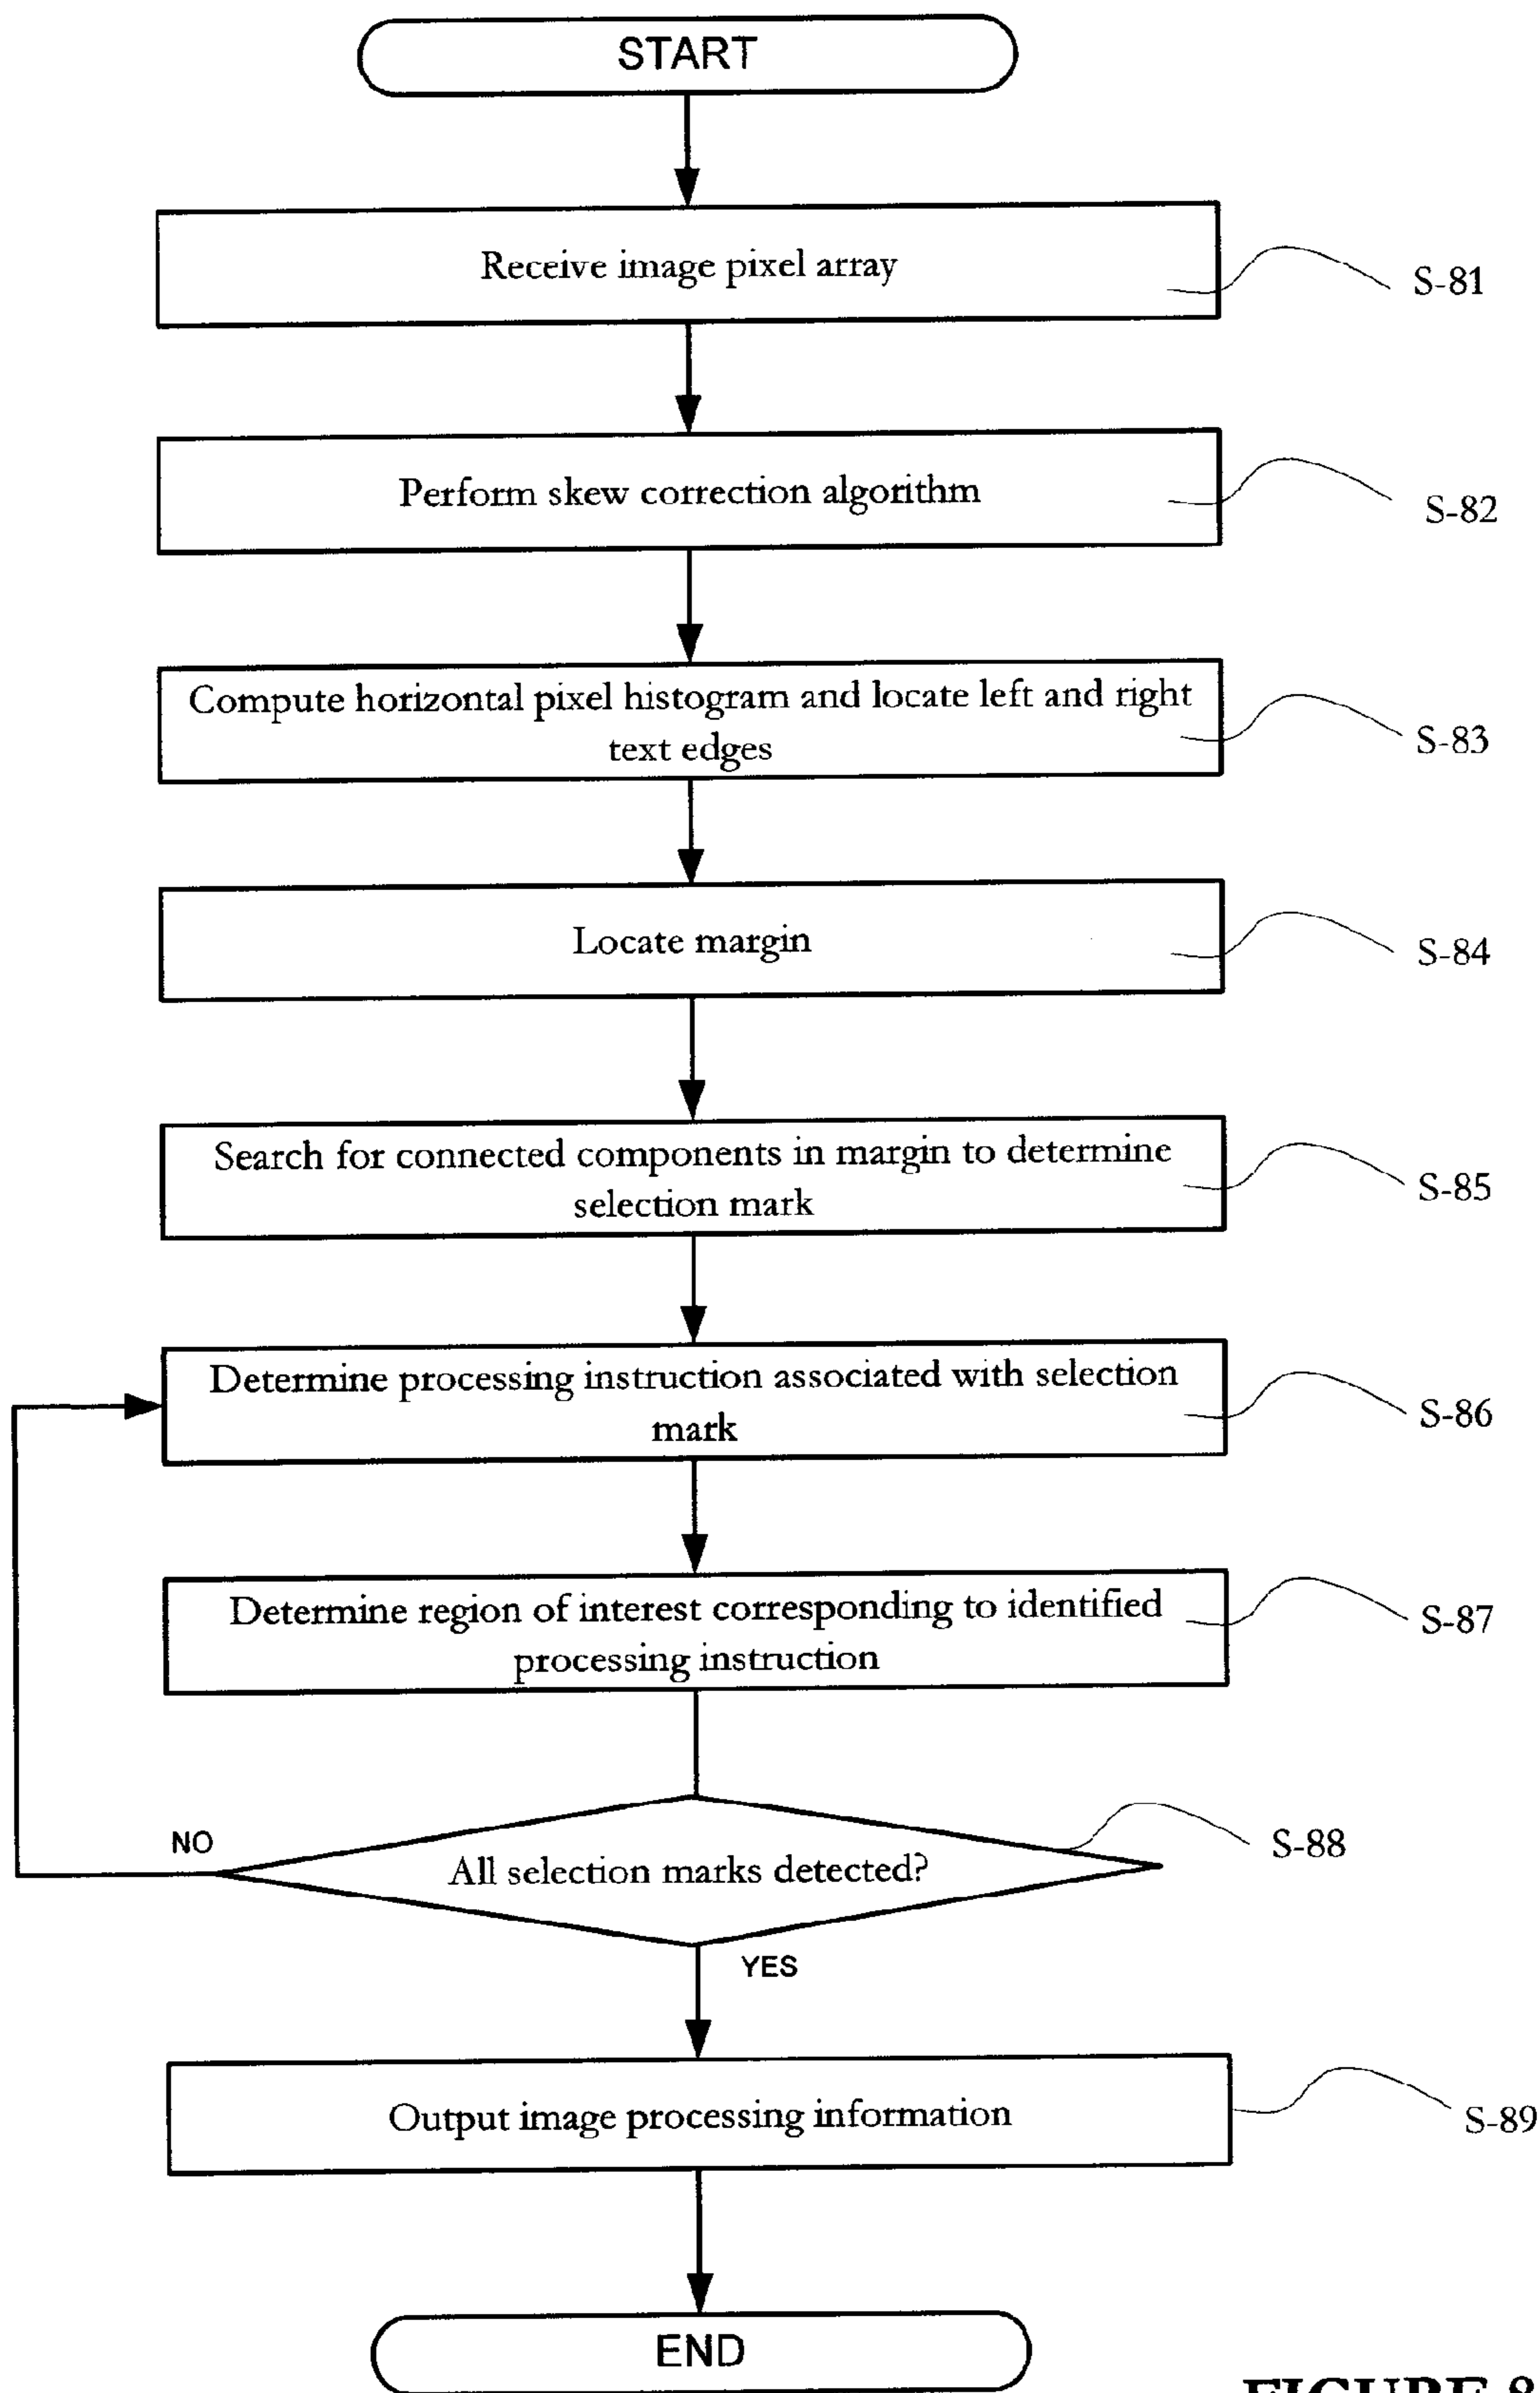 START
Receive image pixel array
S-81
Perform skew correction algorithm
S-82
Compute horizontal pixel histogram and locate left and right
text edges
S-83
Locate margin
S-84
Search for connected components in margin to determine
selection mark
S-85
Determine processing instruction associated with selection
mark
S-86
Determine region of interest corresponding to identified
processing instruction
S-87
NO
All selection marks detected?
S-88
YES
Output image processing information
S-89
END
FIGURE 8